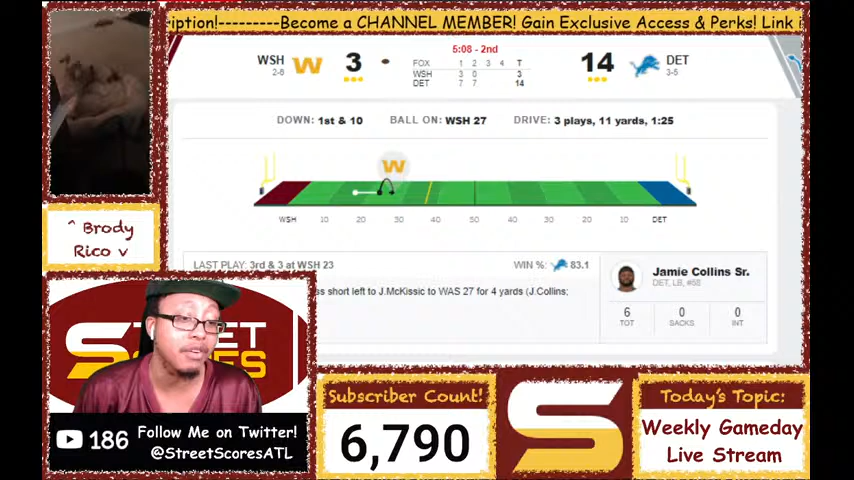 iption!---------Become a CHANNEL MEMBER! Gain Exclusive Access & Perks! Link i
WSH
2-6
W
3
5:08 - 2nd
FOX 1 2 3 4 T
WSH 3 0 3
DET 7 7 14
14
DET
3-5
DOWN: 1st & 10 BALL ON: WSH 27 DRIVE: 3 plays, 11 yards, 1:25
W
WSH 10 20 30 40 50 40 30 20 10 DET
LAST PLAY: 3rd & 3 at WSH 23 WIN %: 83.1
ss short left to J.McKissic to WAS 27 for 4 yards (J.Collins;
Jamie Collins Sr.
DET, LB, #58
6 0 0
TOT SACKS INT
^ Brody
Rico v
STREET
SCORES
186
Follow Me on Twitter!
@StreetScoresATL
Subscriber Count!
6,790
S
Today's Topic:
Weekly Gameday
Live Stream